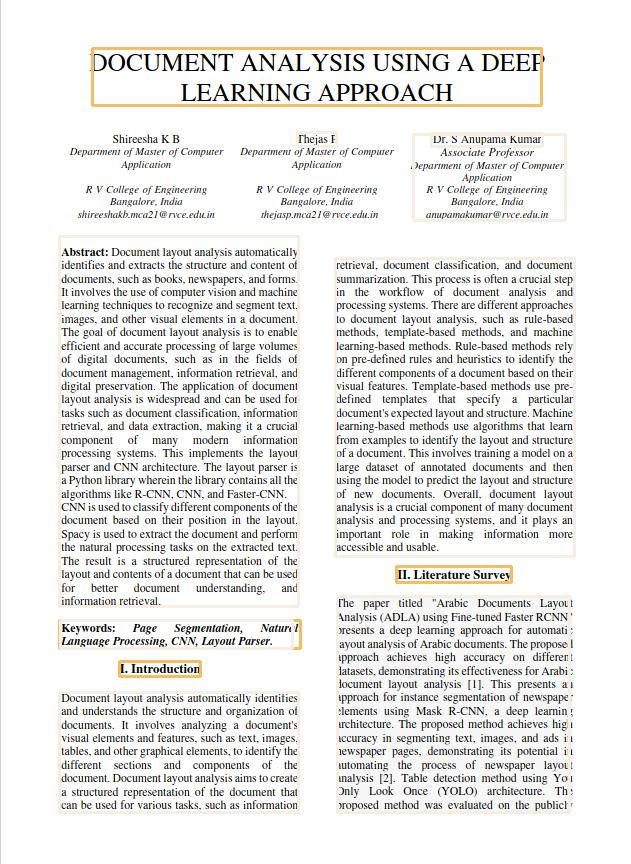 DOCUMENT ANALYSIS USING A DEEP
LEARNING APPROACH
Shireesha K B
Department of Master of Computer
Application
R V College of Engineering
Bangalore, India
shireeshakb.mca21@rvce.edu.in
Thejas P
Department of Master of Computer
Application
R V College of Engineering
Bangalore, India
thejasp.mca21@rvce.edu.in
Dr. S Anupama Kumar
Associate Professor
Department of Master of Computer
Application
R V College of Engineering
Bangalore, India
anupamakumar@rvce.edu.in
Abstract: Document layout analysis automatically
identifies and extracts the structure and content of
documents, such as books, newspapers, and forms.
It involves the use of computer vision and machine
learning techniques to recognize and segment text,
images, and other visual elements in a document.
The goal of document layout analysis is to enable
efficient and accurate processing of large volumes
of digital documents, such as in the fields of
document management, information retrieval, and
digital preservation. The application of document
layout analysis is widespread and can be used for
tasks such as document classification, information
retrieval, and data extraction, making it a crucial
component of many modern information
processing systems. This implements the layout
parser and CNN architecture. The layout parser is
a Python library wherein the library contains all the
algorithms like R-CNN, CNN, and Faster-CNN.
CNN is used to classify different components of the
document based on their position in the layout,
Spacy is used to extract the document and perform
the natural processing tasks on the extracted text.
The result is a structured representation of the
layout and contents of a document that can be used
for better document understanding, and
information retrieval.
Keywords: Page Segmentation, Natural
Language Processing, CNN, Layout Parser.
I. Introduction
Document layout analysis automatically identifies
and understands the structure and organization of
documents. It involves analyzing a document's
visual elements and features, such as text, images,
tables, and other graphical elements, to identify the
different sections and components of the
document. Document layout analysis aims to create
a structured representation of the document that
can be used for various tasks, such as information
retrieval, document classification, and document
summarization. This process is often a crucial step
in the workflow of document analysis and
processing systems. There are different approaches
to document layout analysis, such as rule-based
methods, template-based methods, and machine
learning-based methods. Rule-based methods rely
on pre-defined rules and heuristics to identify the
different components of a document based on their
visual features. Template-based methods use pre-
defined templates that specify a particular
document's expected layout and structure. Machine
learning-based methods use algorithms that learn
from examples to identify the layout and structure
of a document. This involves training a model on a
large dataset of annotated documents and then
using the model to predict the layout and structure
of new documents. Overall, document layout
analysis is a crucial component of many document
analysis and processing systems, and it plays an
important role in making information more
accessible and usable.
II. Literature Survey
The paper titled "Arabic Documents Layout
Analysis (ADLA) using Fine-tuned Faster RCNN"
presents a deep learning approach for automatic
layout analysis of Arabic documents. The proposed
approach achieves high accuracy on different
datasets, demonstrating its effectiveness for Arabic
document layout analysis [1]. This presents an
approach for instance segmentation of newspaper
elements using Mask R-CNN, a deep learning
architecture. The proposed method achieves high
accuracy in segmenting text, images, and ads in
newspaper pages, demonstrating its potential in
automating the process of newspaper layout
analysis [2]. Table detection method using You
Only Look Once (YOLO) architecture. This
proposed method was evaluated on the publicly